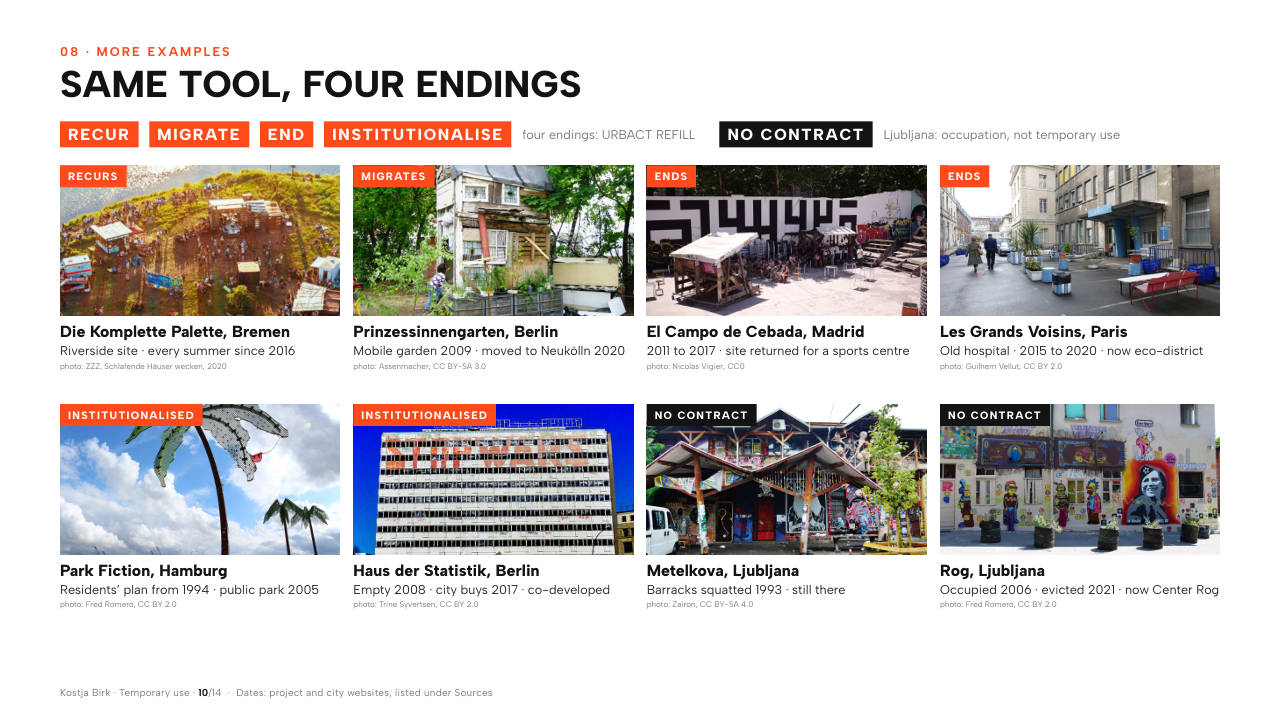 08 · MORE EXAMPLES
SAME TOOL, FOUR ENDINGS
RECUR MIGRATE END INSTITUTIONALISE four endings: URBACT REFILL NO CONTRACT Ljubljana: occupation, not temporary use
RECURS
MIGRATES
ENDS
ENDS
Die Komplette Palette, Bremen
Riverside site · every summer since 2016
photo: ZZZ, Schlafende Häuser wecken, 2020
Prinzessinnengarten, Berlin
Mobile garden 2009 · moved to Neukölln 2020
photo: Assenmacher, CC BY-SA 3.0
El Campo de Cebada, Madrid
2011 to 2017 · site returned for a sports centre
photo: Nicolas Vigier, CC0
Les Grands Voisins, Paris
Old hospital · 2015 to 2020 · now eco-district
photo: Guilhem Vellut, CC BY 2.0
INSTITUTIONALISED
INSTITUTIONALISED
NO CONTRACT
NO CONTRACT
Park Fiction, Hamburg
Residents’ plan from 1994 · public park 2005
photo: Fred Romero, CC BY 2.0
Haus der Statistik, Berlin
Empty 2008 · city buys 2017 · co-developed
photo: Trine Syvertsen, CC BY 2.0
Metelkova, Ljubljana
Barracks squatted 1993 · still there
photo: Zairon, CC BY-SA 4.0
Rog, Ljubljana
Occupied 2006 · evicted 2021 · now Center Rog
photo: Fred Romero, CC BY 2.0
Kostja Birk · Temporary use · 10/14 · Dates: project and city websites, listed under Sources